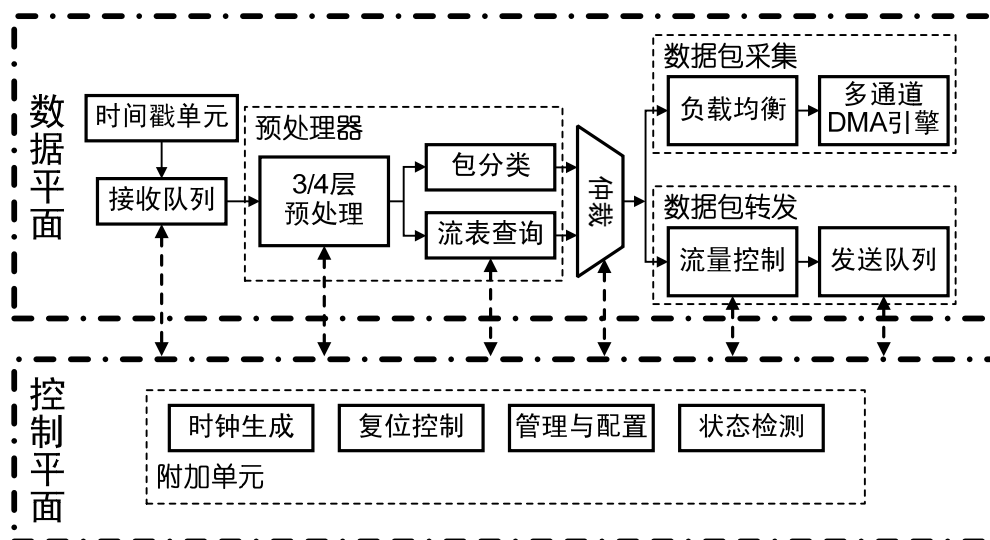 数据平面
时间戳单元
接收队列
预处理器
3/4层
预处理
包分类
流表查询
仲裁
数据包采集
负载均衡
多通道
DMA引擎
数据包转发
流量控制
发送队列
控制平面
时钟生成
复位控制
管理与配置
状态检测
附加单元